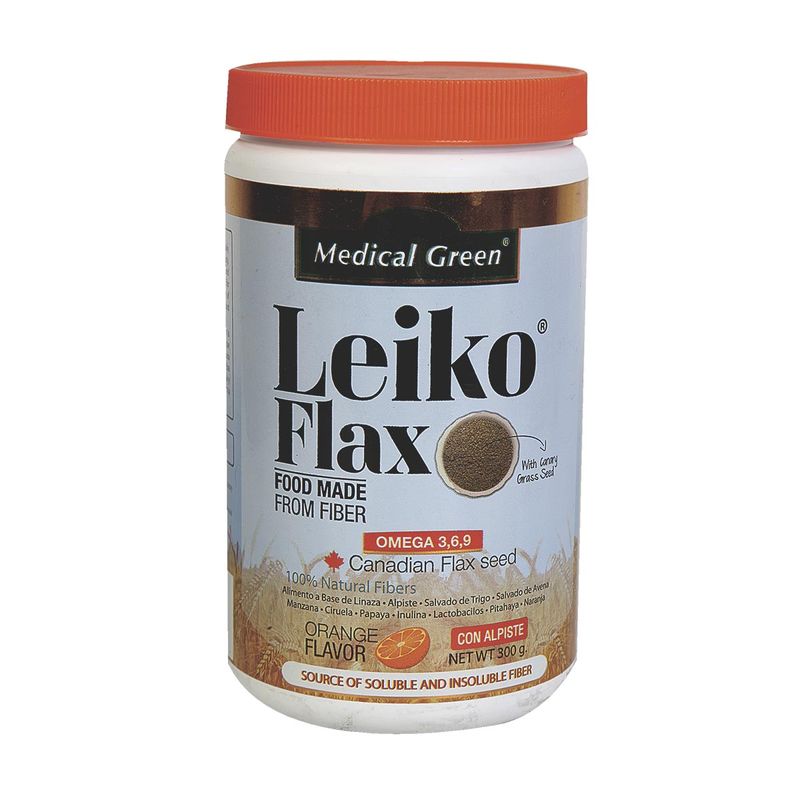 Medical Green®
Leiko®
Flax
With Canary
Grass Seed
FOOD MADE
FROM FIBER
OMEGA 3,6,9
Canadian Flax seed
100% Natural Fibers
Alimento a Base de Linaza • Alpiste • Salvado de Trigo • Salvado de Avena
Manzana • Ciruela • Papaya • Inulina • Lactobacilos • Pitahaya • Naranja
ORANGE
FLAVOR
CON ALPISTE
NET WT 300 g.
SOURCE OF SOLUBLE AND INSOLUBLE FIBER